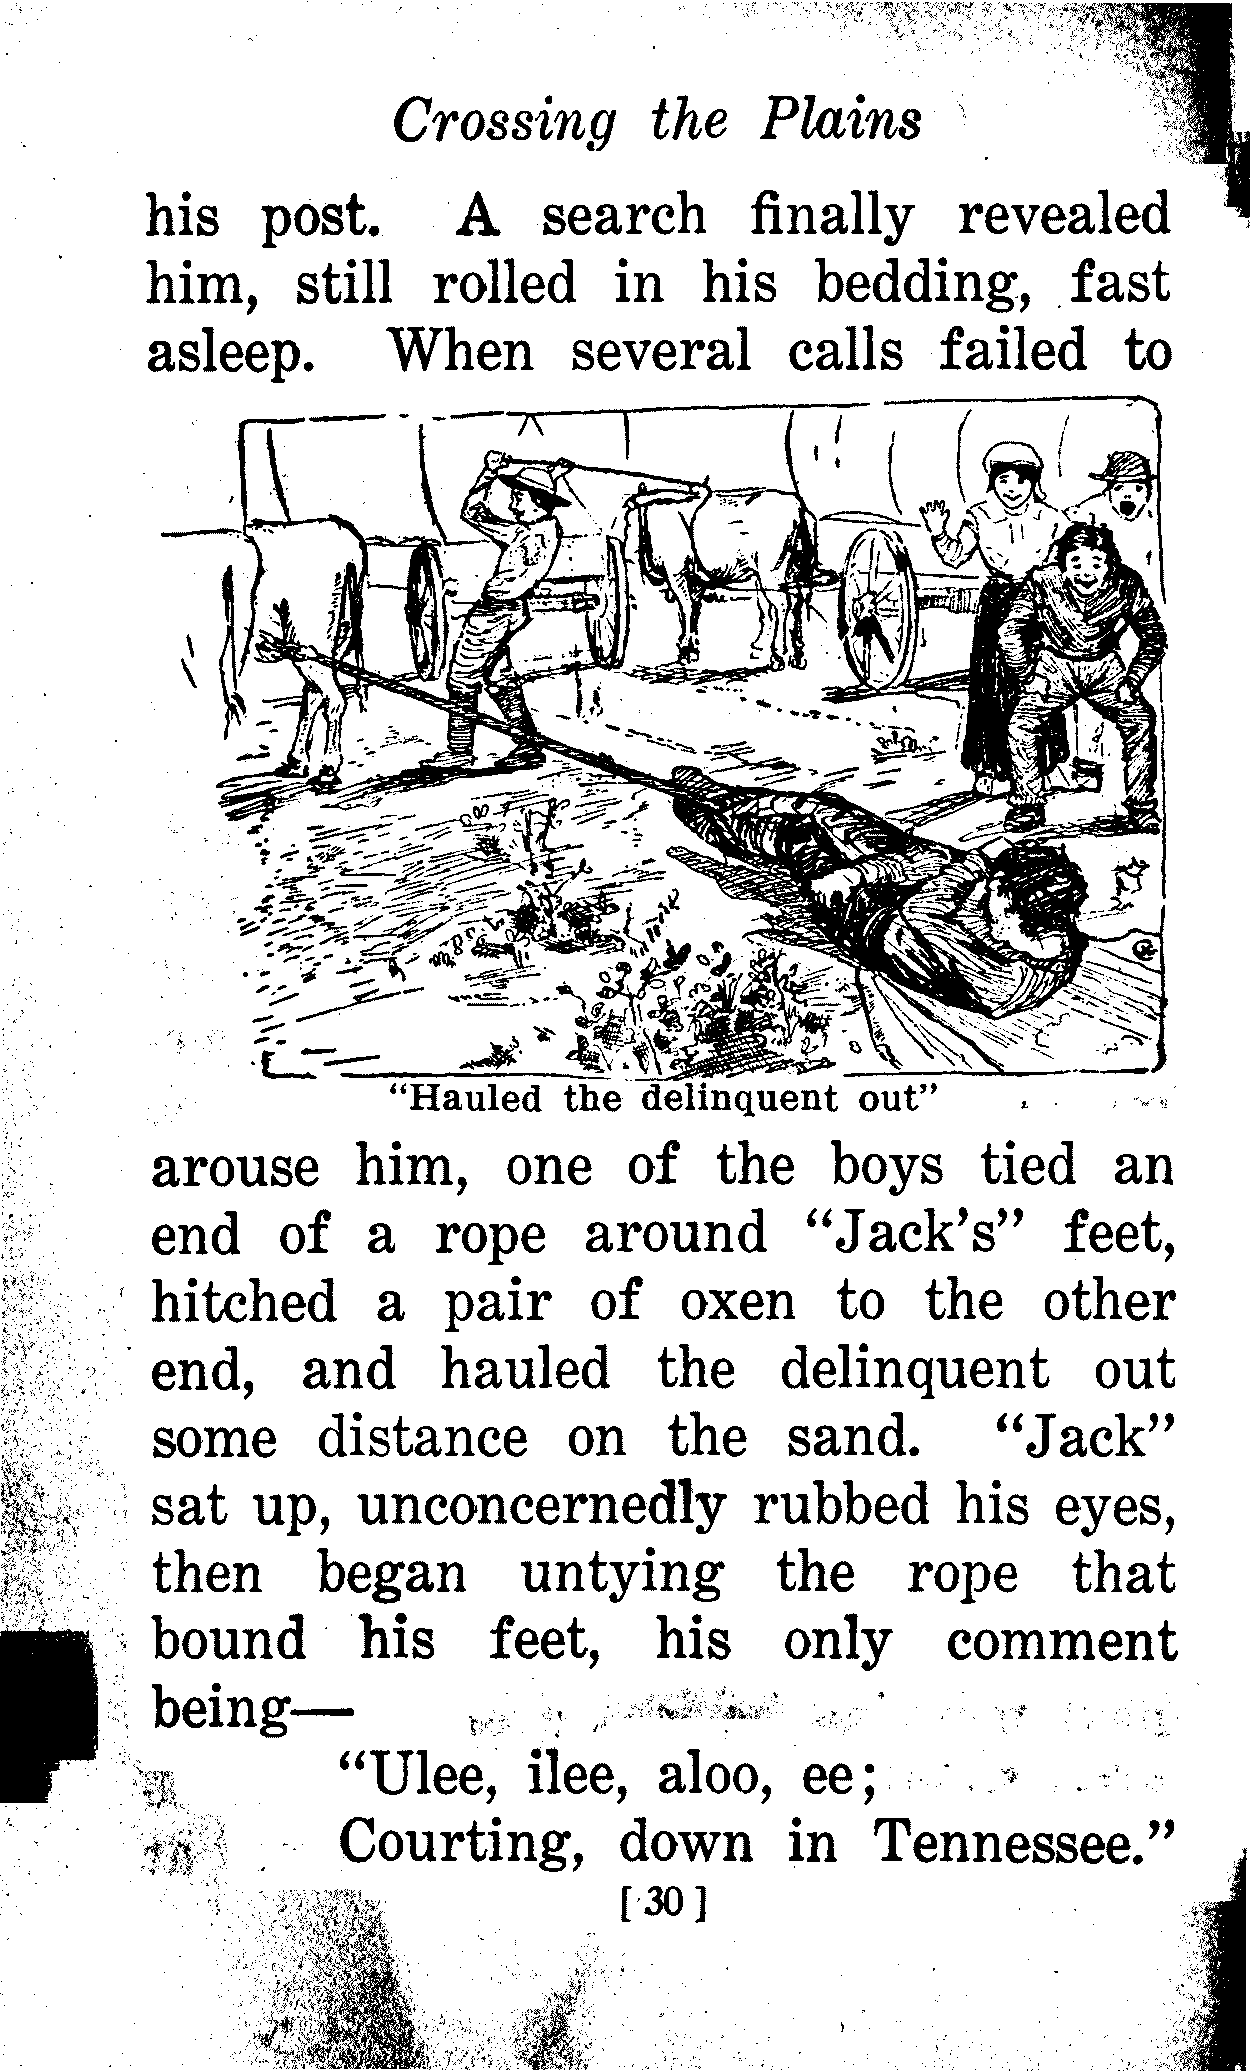 Crossing the Plains
his post. A search finally revealed
him, still rolled in his bedding, fast
asleep. When several calls failed to
"Hauled the delinquent out"
arouse him, one of the boys tied an
end of a rope around "Jack's" feet,
hitched a pair of oxen to the other
end, and hauled the delinquent out
some distance on the sand. "Jack"
sat up, unconcernedly rubbed his eyes,
then began untying the rope that
bound his feet, his only comment
being—
"Ulee, ilee, aloo, ee;
Courting, down in Tennessee."
[30]